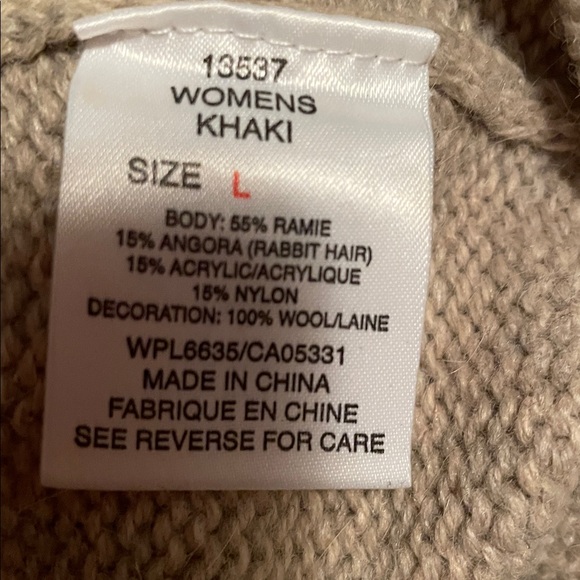 13537
WOMENS
KHAKI
SIZE L
BODY: 55% RAMIE
15% ANGORA (RABBIT HAIR)
15% ACRYLIC/ACRYLIQUE
15% NYLON
DECORATION: 100% WOOL/LAINE
WPL6635/CA05331
MADE IN CHINA
FABRIQUE EN CHINE
SEE REVERSE FOR CARE